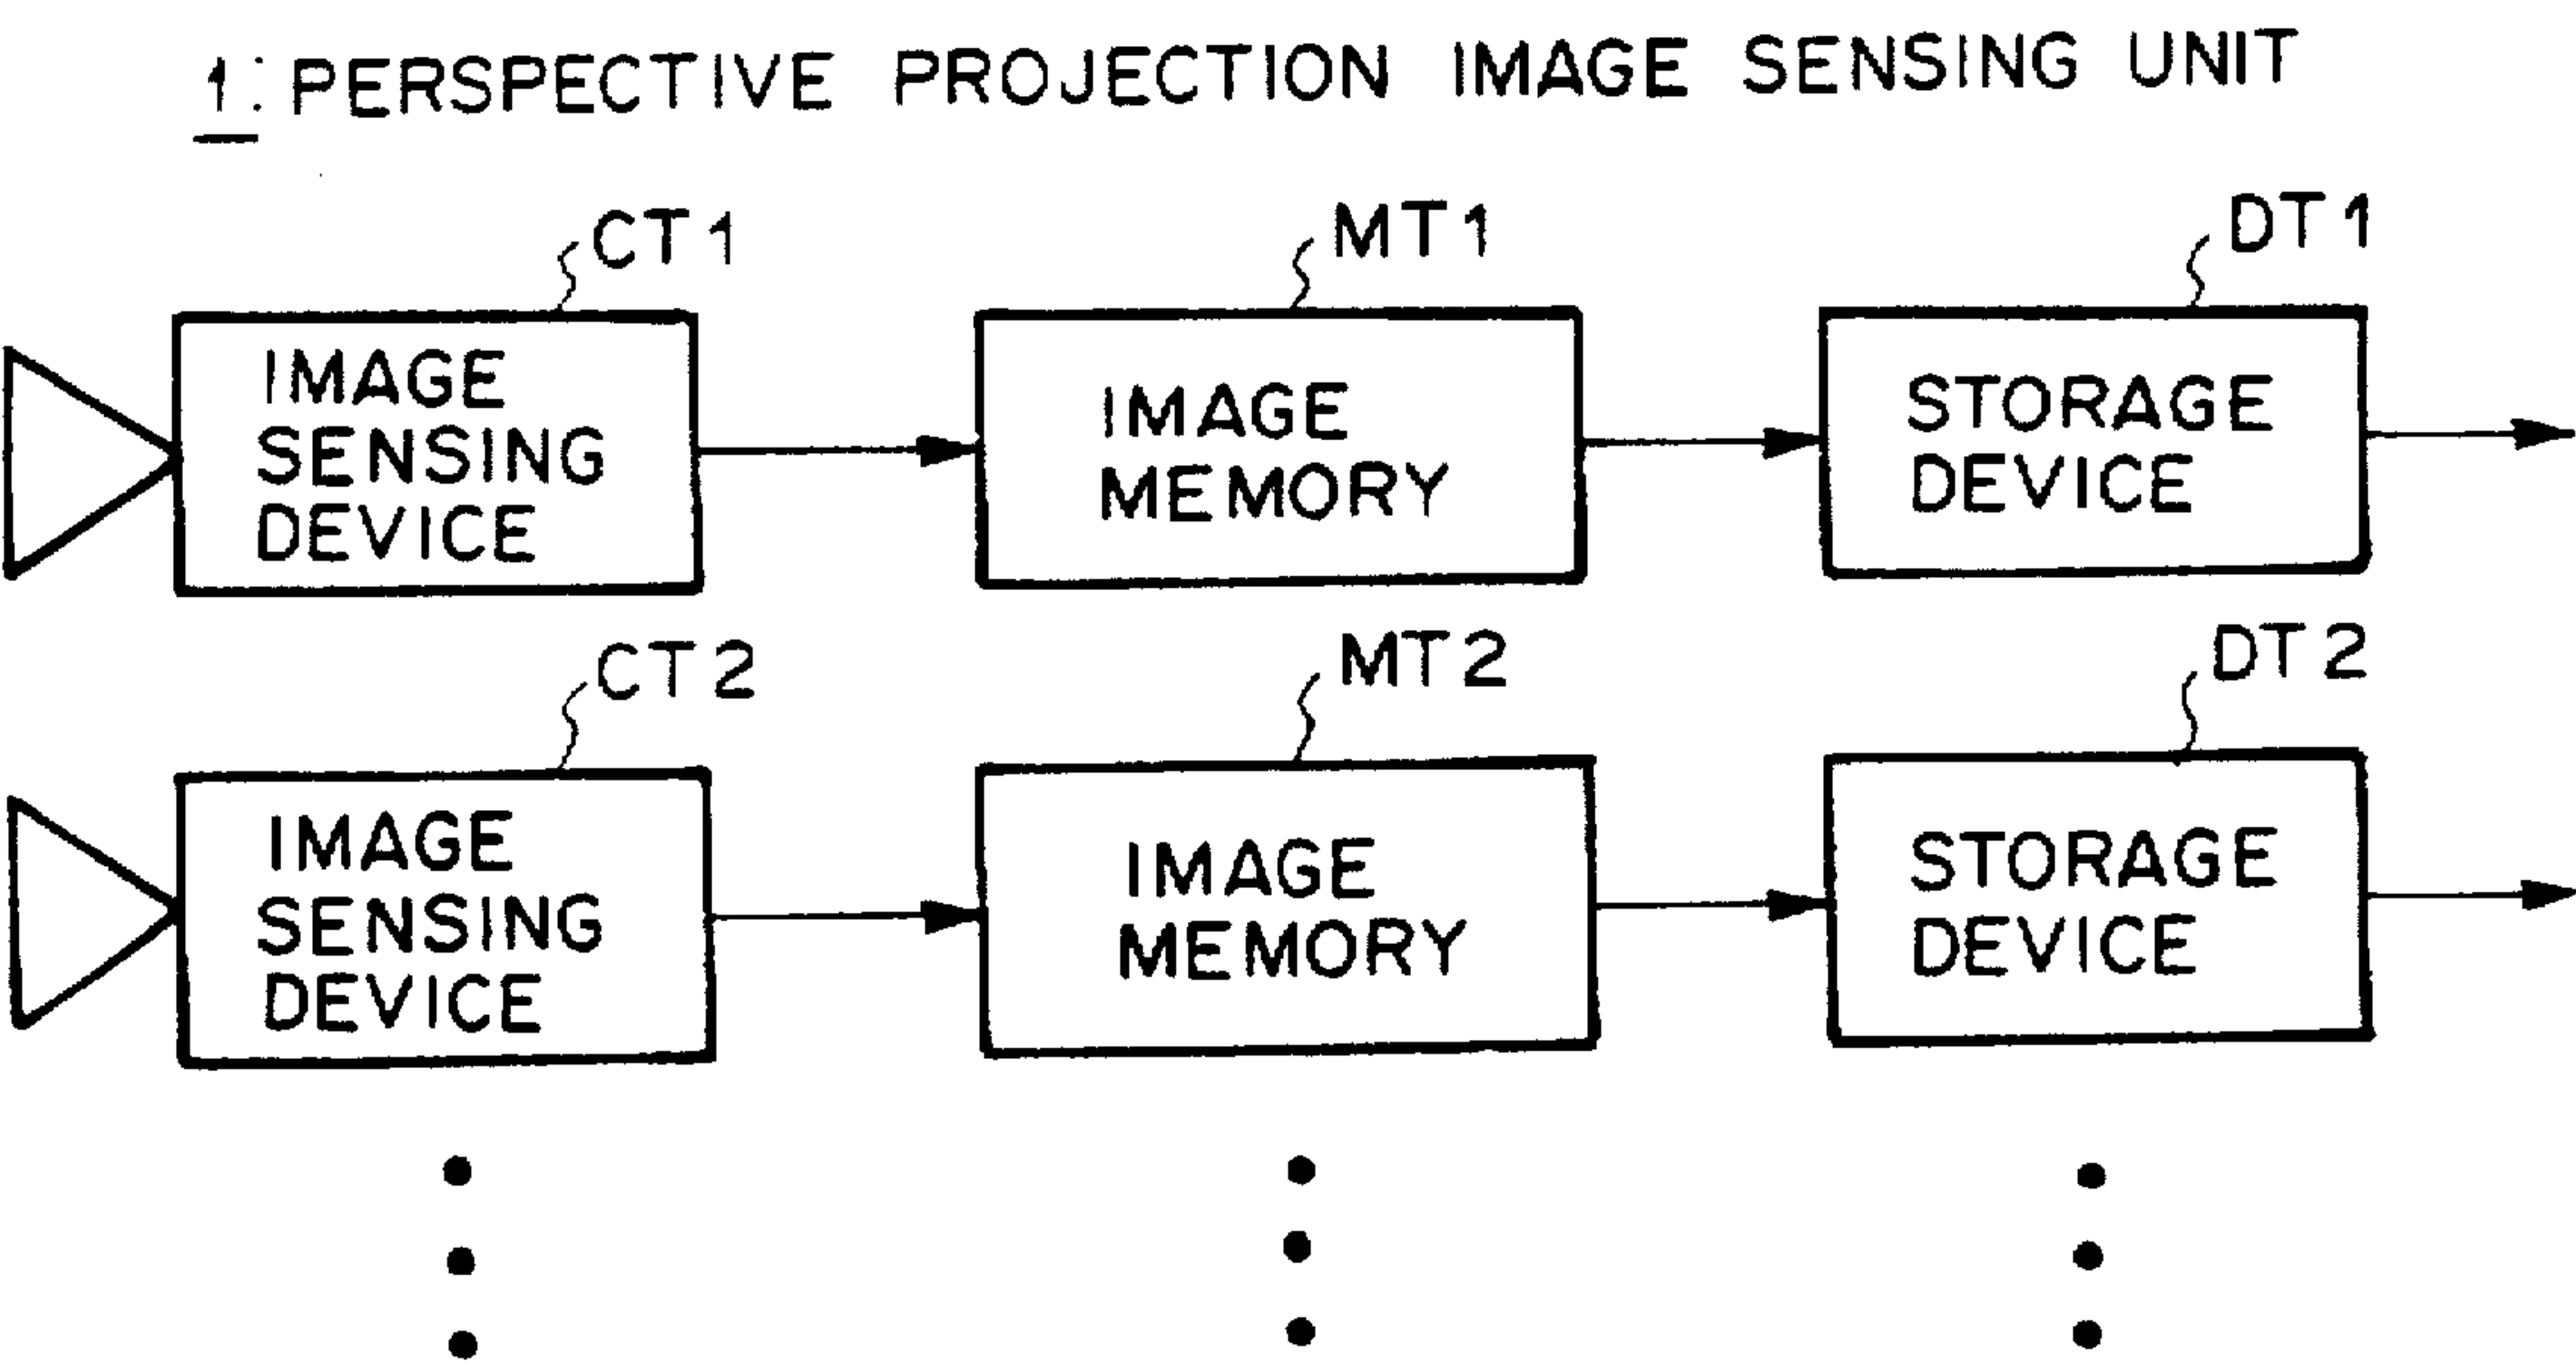 1: PERSPECTIVE PROJECTION IMAGE SENSING UNIT
CT1
MT1
DT1
IMAGE
SENSING
DEVICE
IMAGE
MEMORY
STORAGE
DEVICE
CT2
MT2
DT2
IMAGE
SENSING
DEVICE
IMAGE
MEMORY
STORAGE
DEVICE